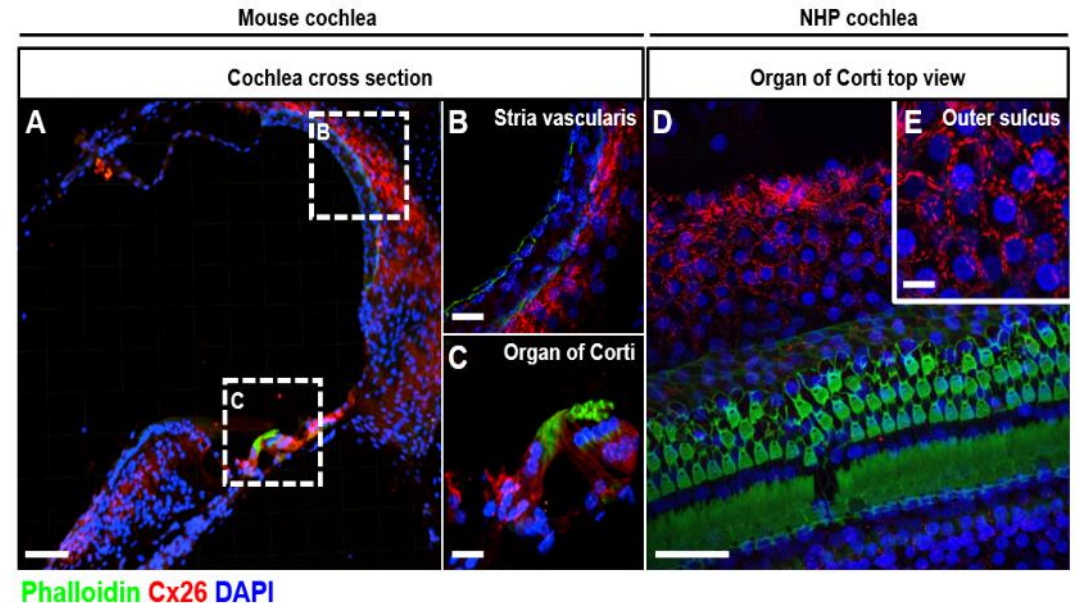 Mouse cochlea
NHP cochlea
Cochlea cross section
Organ of Corti top view
A
B
B Stria vascularis
D
E Outer sulcus
C
C Organ of Corti
Phalloidin Cx26 DAPI